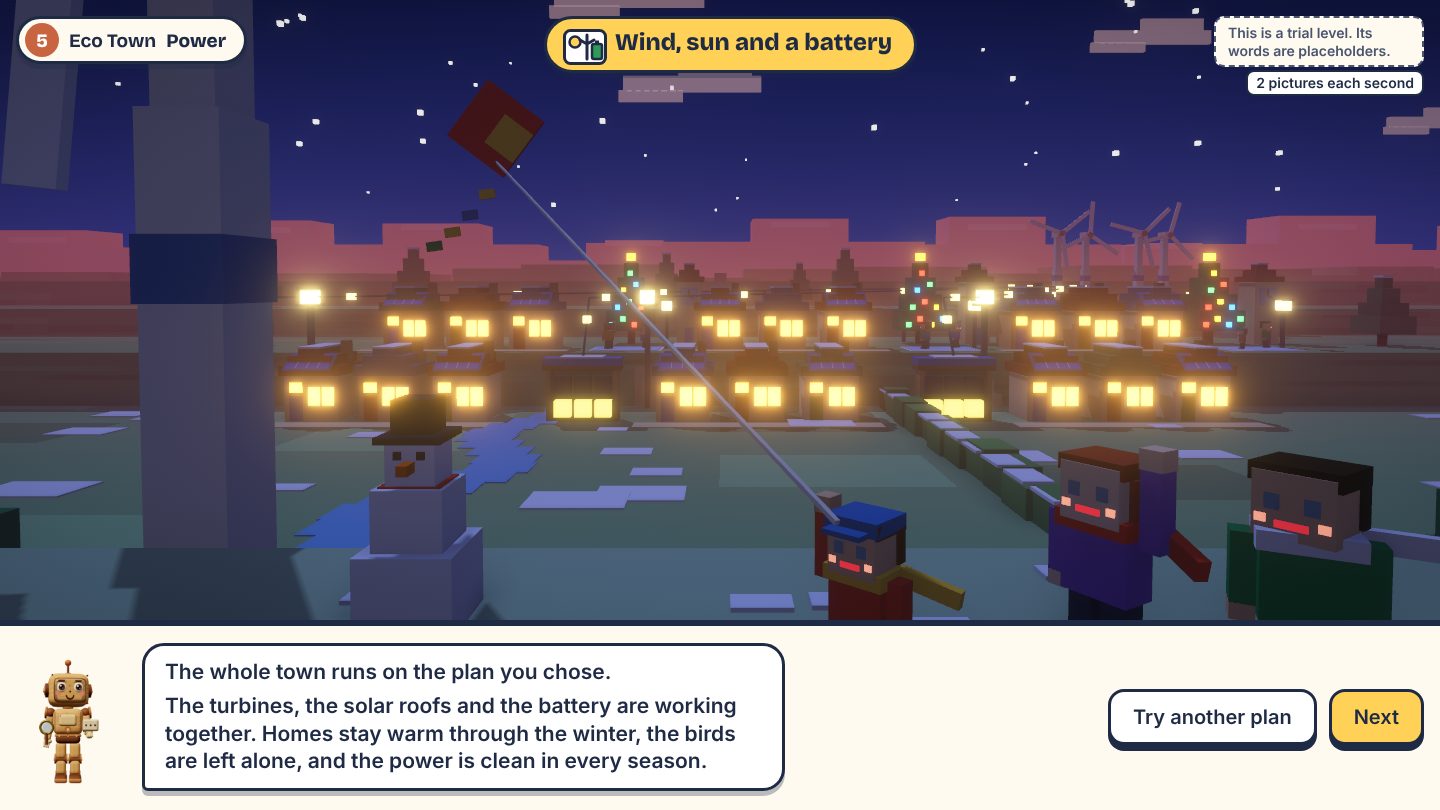 5 Eco Town Power
Wind, sun and a battery
This is a trial level. Its
words are placeholders.
2 pictures each second
The whole town runs on the plan you chose.
The turbines, the solar roofs and the battery are working
together. Homes stay warm through the winter, the birds
are left alone, and the power is clean in every season.
Try another plan
Next